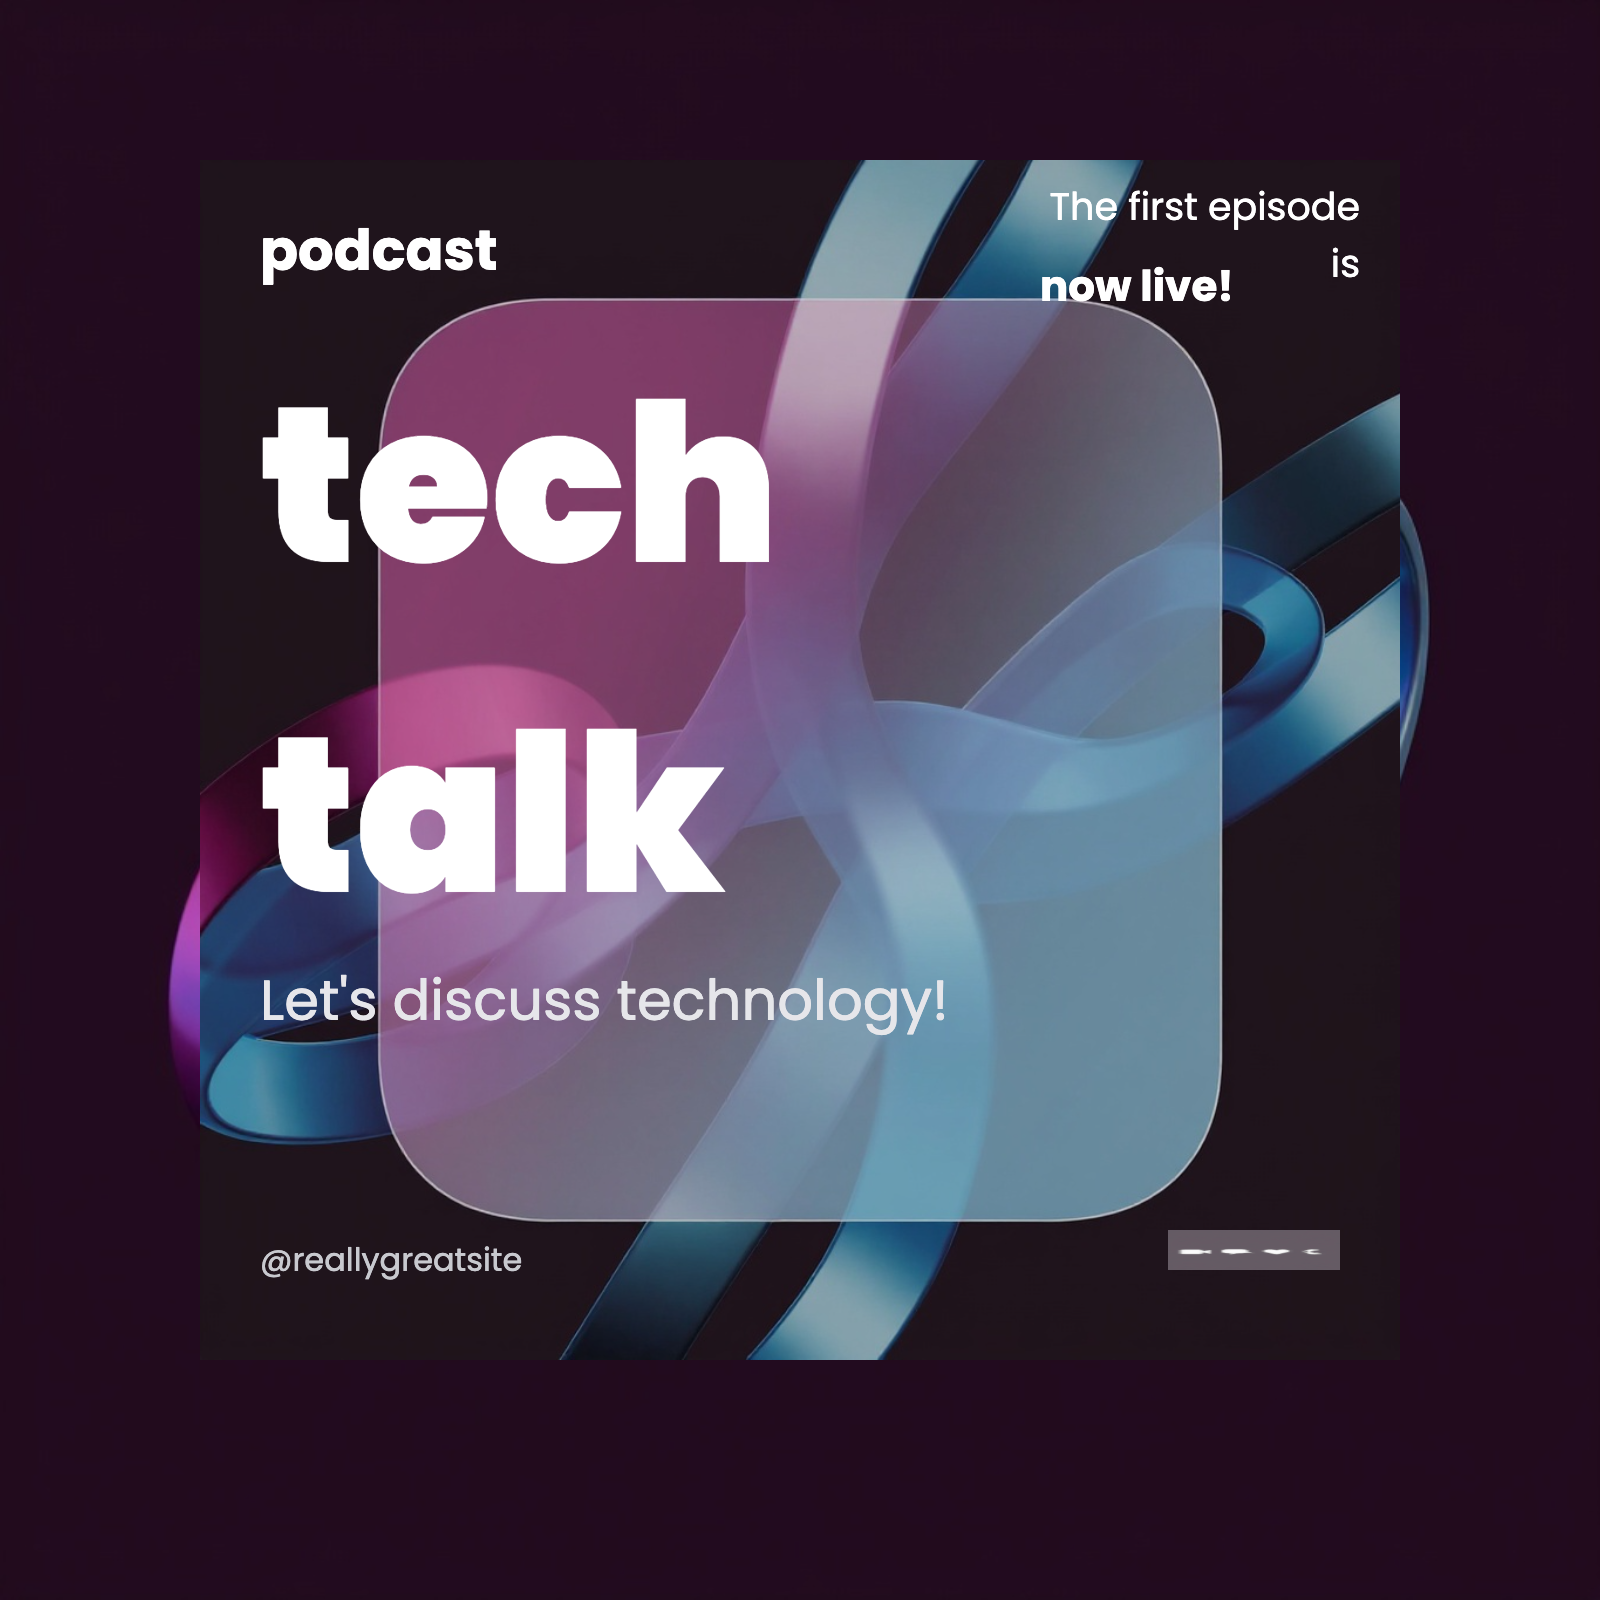 podcast
The first episode
is
now live!
tech
talk
Let's discuss technology!
@reallygreatsite